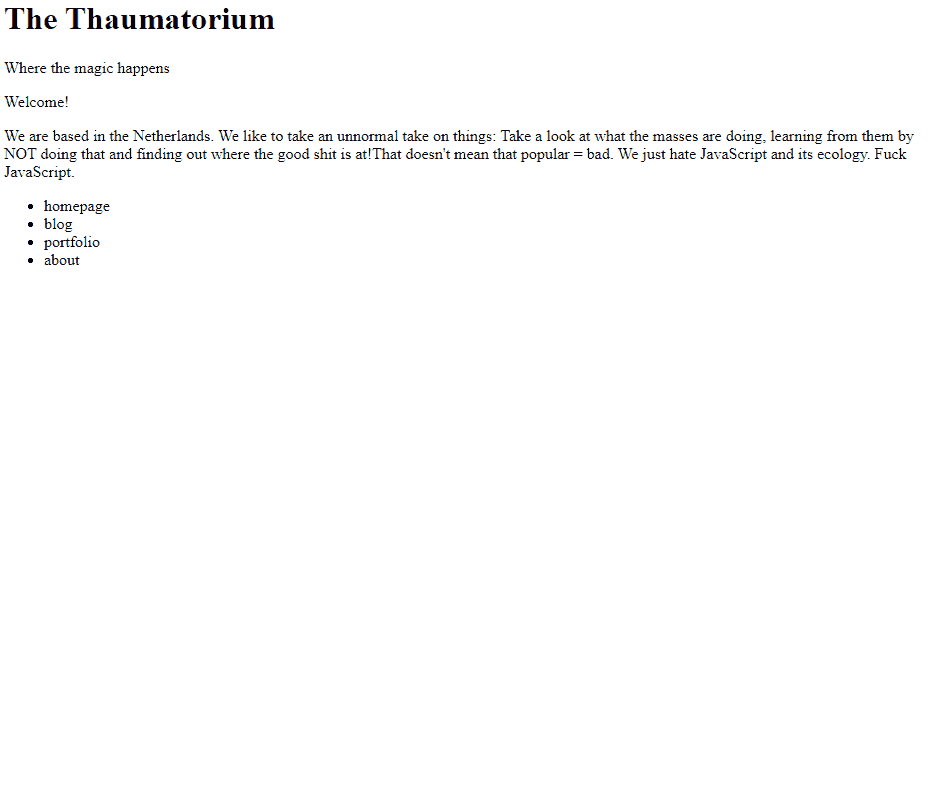 The Thaumatorium
Where the magic happens
Welcome!
We are based in the Netherlands. We like to take an unnormal take on things: Take a look at what the masses are doing, learning from them by
NOT doing that and finding out where the good shit is at!That doesn't mean that popular = bad. We just hate JavaScript and its ecology. Fuck
JavaScript.
• homepage
• blog
• portfolio
• about